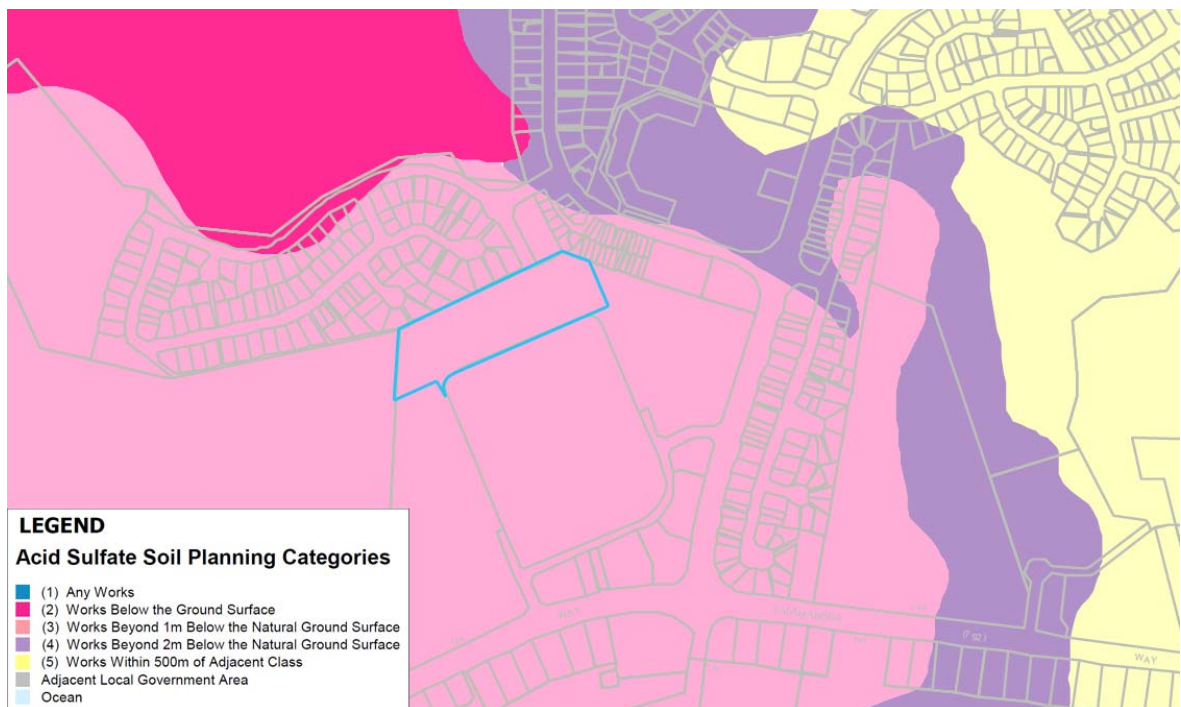 WAY
(F92)
WAY
LEGEND
Acid Sulfate Soil Planning Categories
(1) Any Works
(2) Works Below the Ground Surface
(3) Works Beyond 1m Below the Natural Ground Surface
(4) Works Beyond 2m Below the Natural Ground Surface
(5) Works Within 500m of Adjacent Class
Adjacent Local Government Area
Ocean